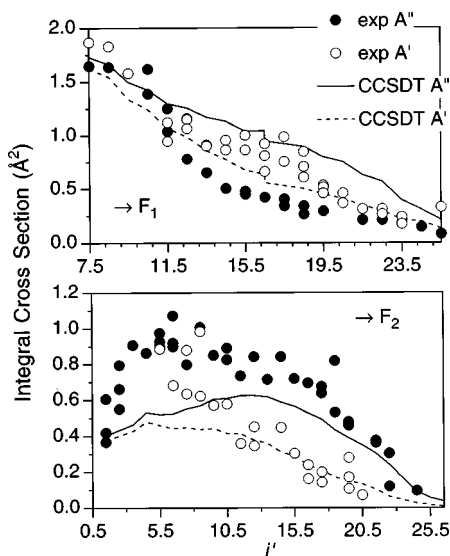 exp A"
exp A'
CCSDT A"
CCSDT A'
Integral Cross Section (Å²)
2.0
1.5
1.0
0.5
0.0
→ F₁
7.5 11.5 15.5 19.5 23.5
1.2
1.0
0.8
0.6
0.4
0.2
0.0
→ F₂
0.5 5.5 10.5 15.5 20.5 25.5
j'